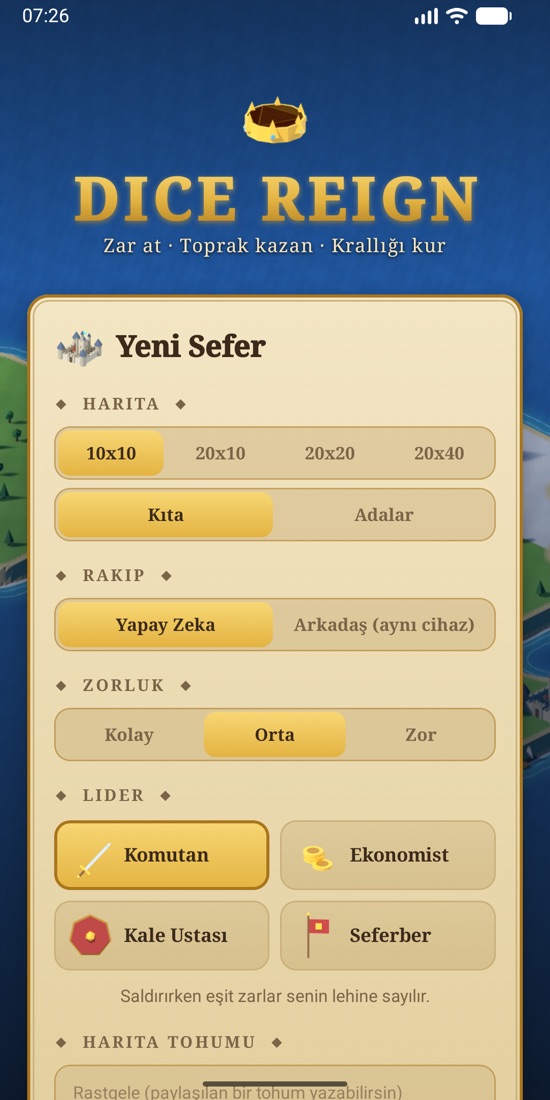 07:26
DICE REIGN
Zar at · Toprak kazan · Krallığı kur
Yeni Sefer
HARITA
10x10 20x10 20x20 20x40
Kıta Adalar
RAKIP
Yapay Zeka Arkadaş (aynı cihaz)
ZORLUK
Kolay Orta Zor
LIDER
Komutan Ekonomist
Kale Ustası Seferber
Saldırırken eşit zarlar senin lehine sayılır.
HARITA TOHUMU
Rastgele (paylaşılan bir tohum yazabilirsin)